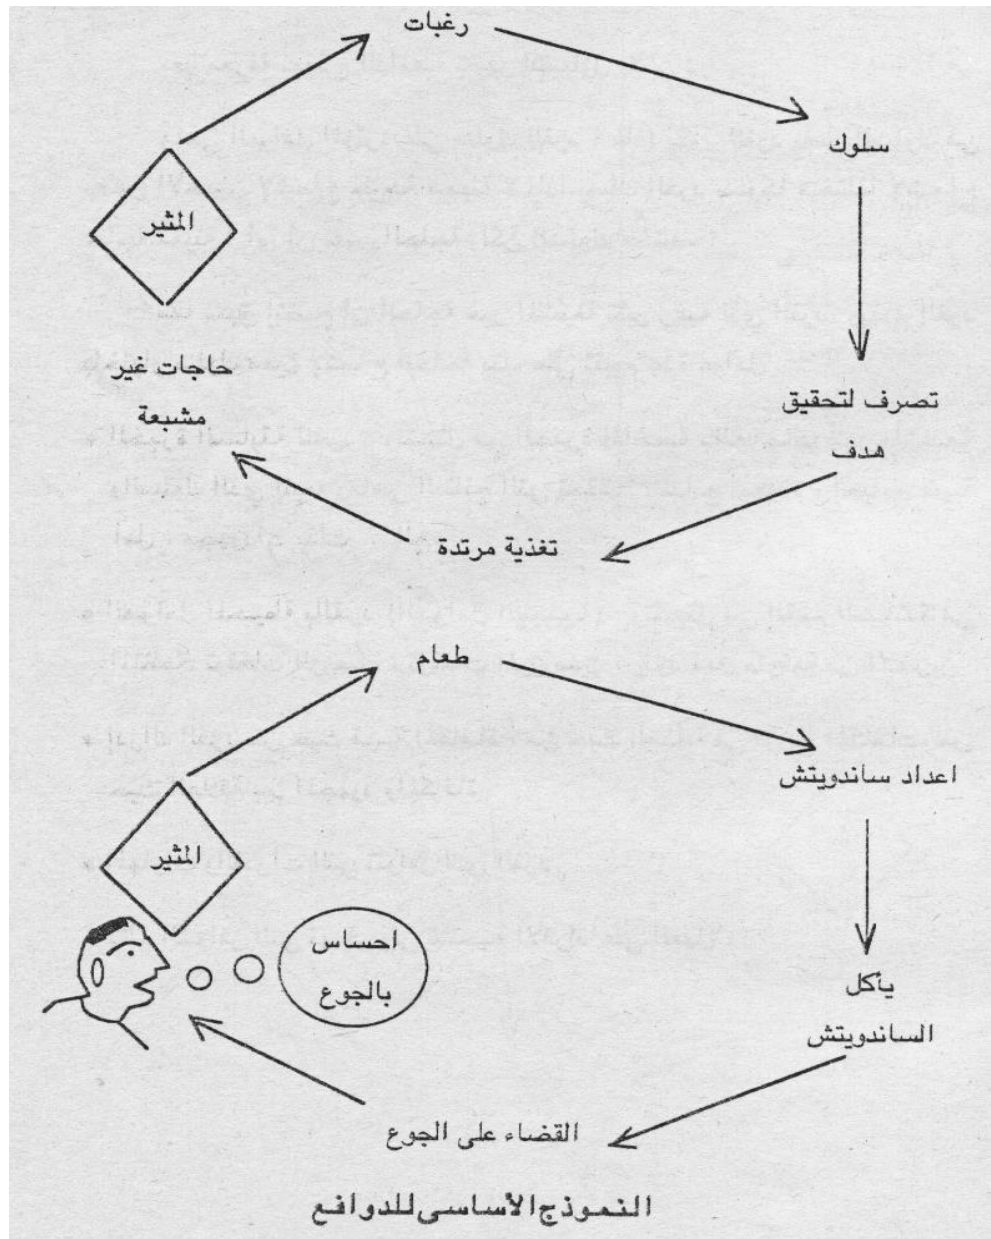 رغبات
سلوك
المثير
حاجات غير
مشبعة
تصرف لتحقيق
هدف
تغذية مرتدة
طعام
اعداد ساندويتش
المثير
احساس
بالجوع
يأكل
الساندويتش
القضاء على الجوع
النموذج الأساسى للدوافع